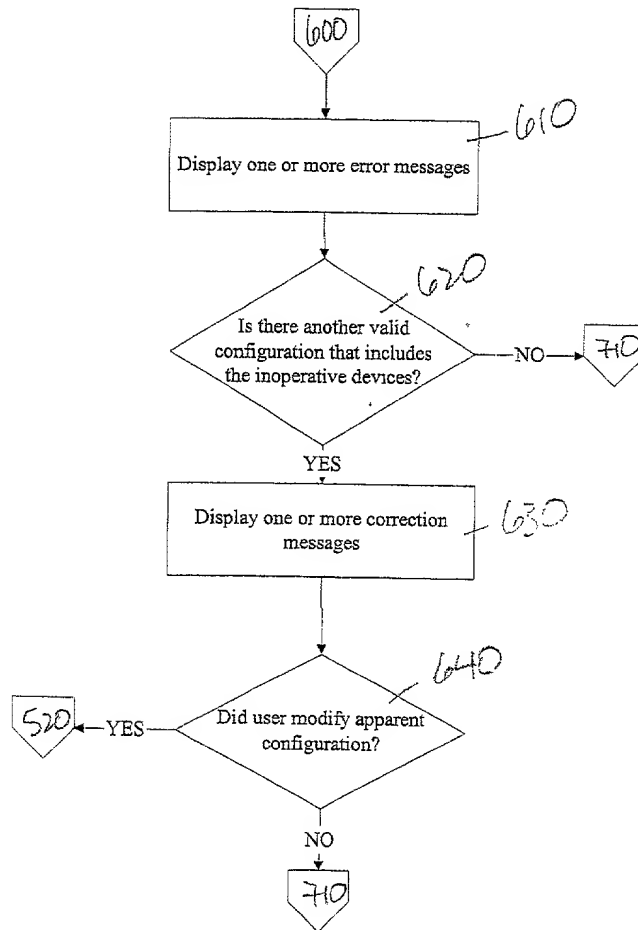 600
610
Display one or more error messages
620
Is there another valid
configuration that includes
the inoperative devices?
NO
710
YES
Display one or more correction
messages
630
640
Did user modify apparent
configuration?
YES
520
NO
710